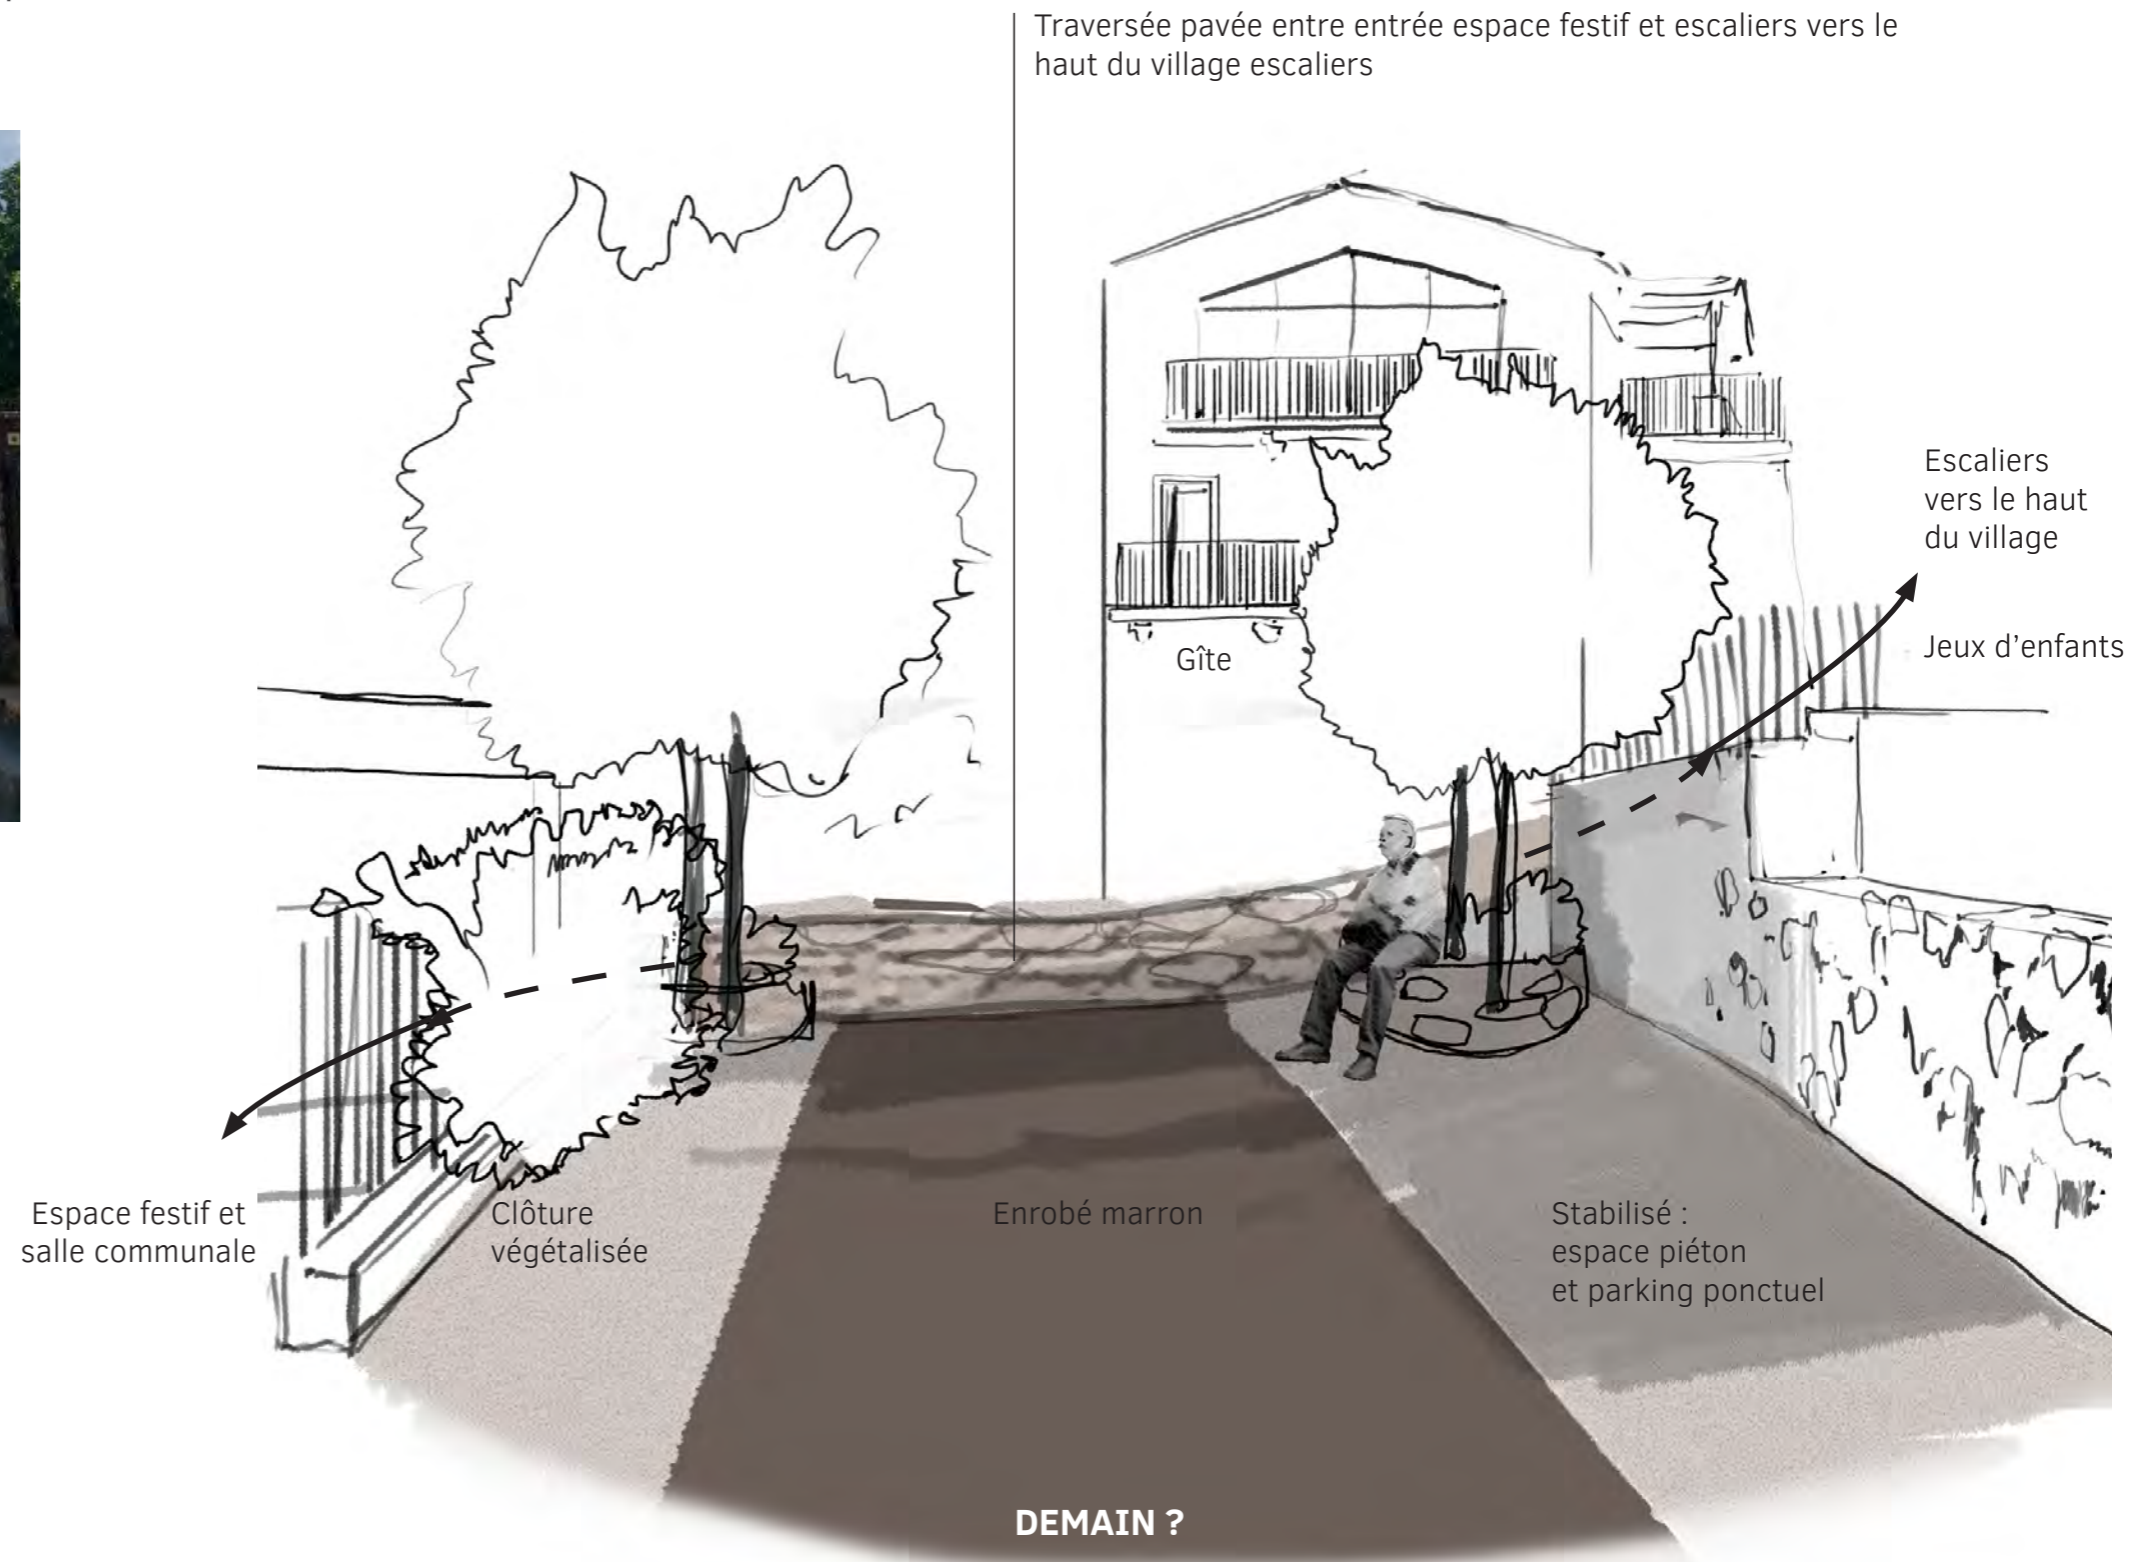 Traversée pavée entre entrée espace festif et escaliers vers le
haut du village escaliers
Escaliers
vers le haut
du village
Jeux d'enfants
Gîte
Espace festif et
salle communale
Clôture
végétalisée
Enrobé marron
Stabilisé :
espace piéton
et parking ponctuel
DEMAIN ?